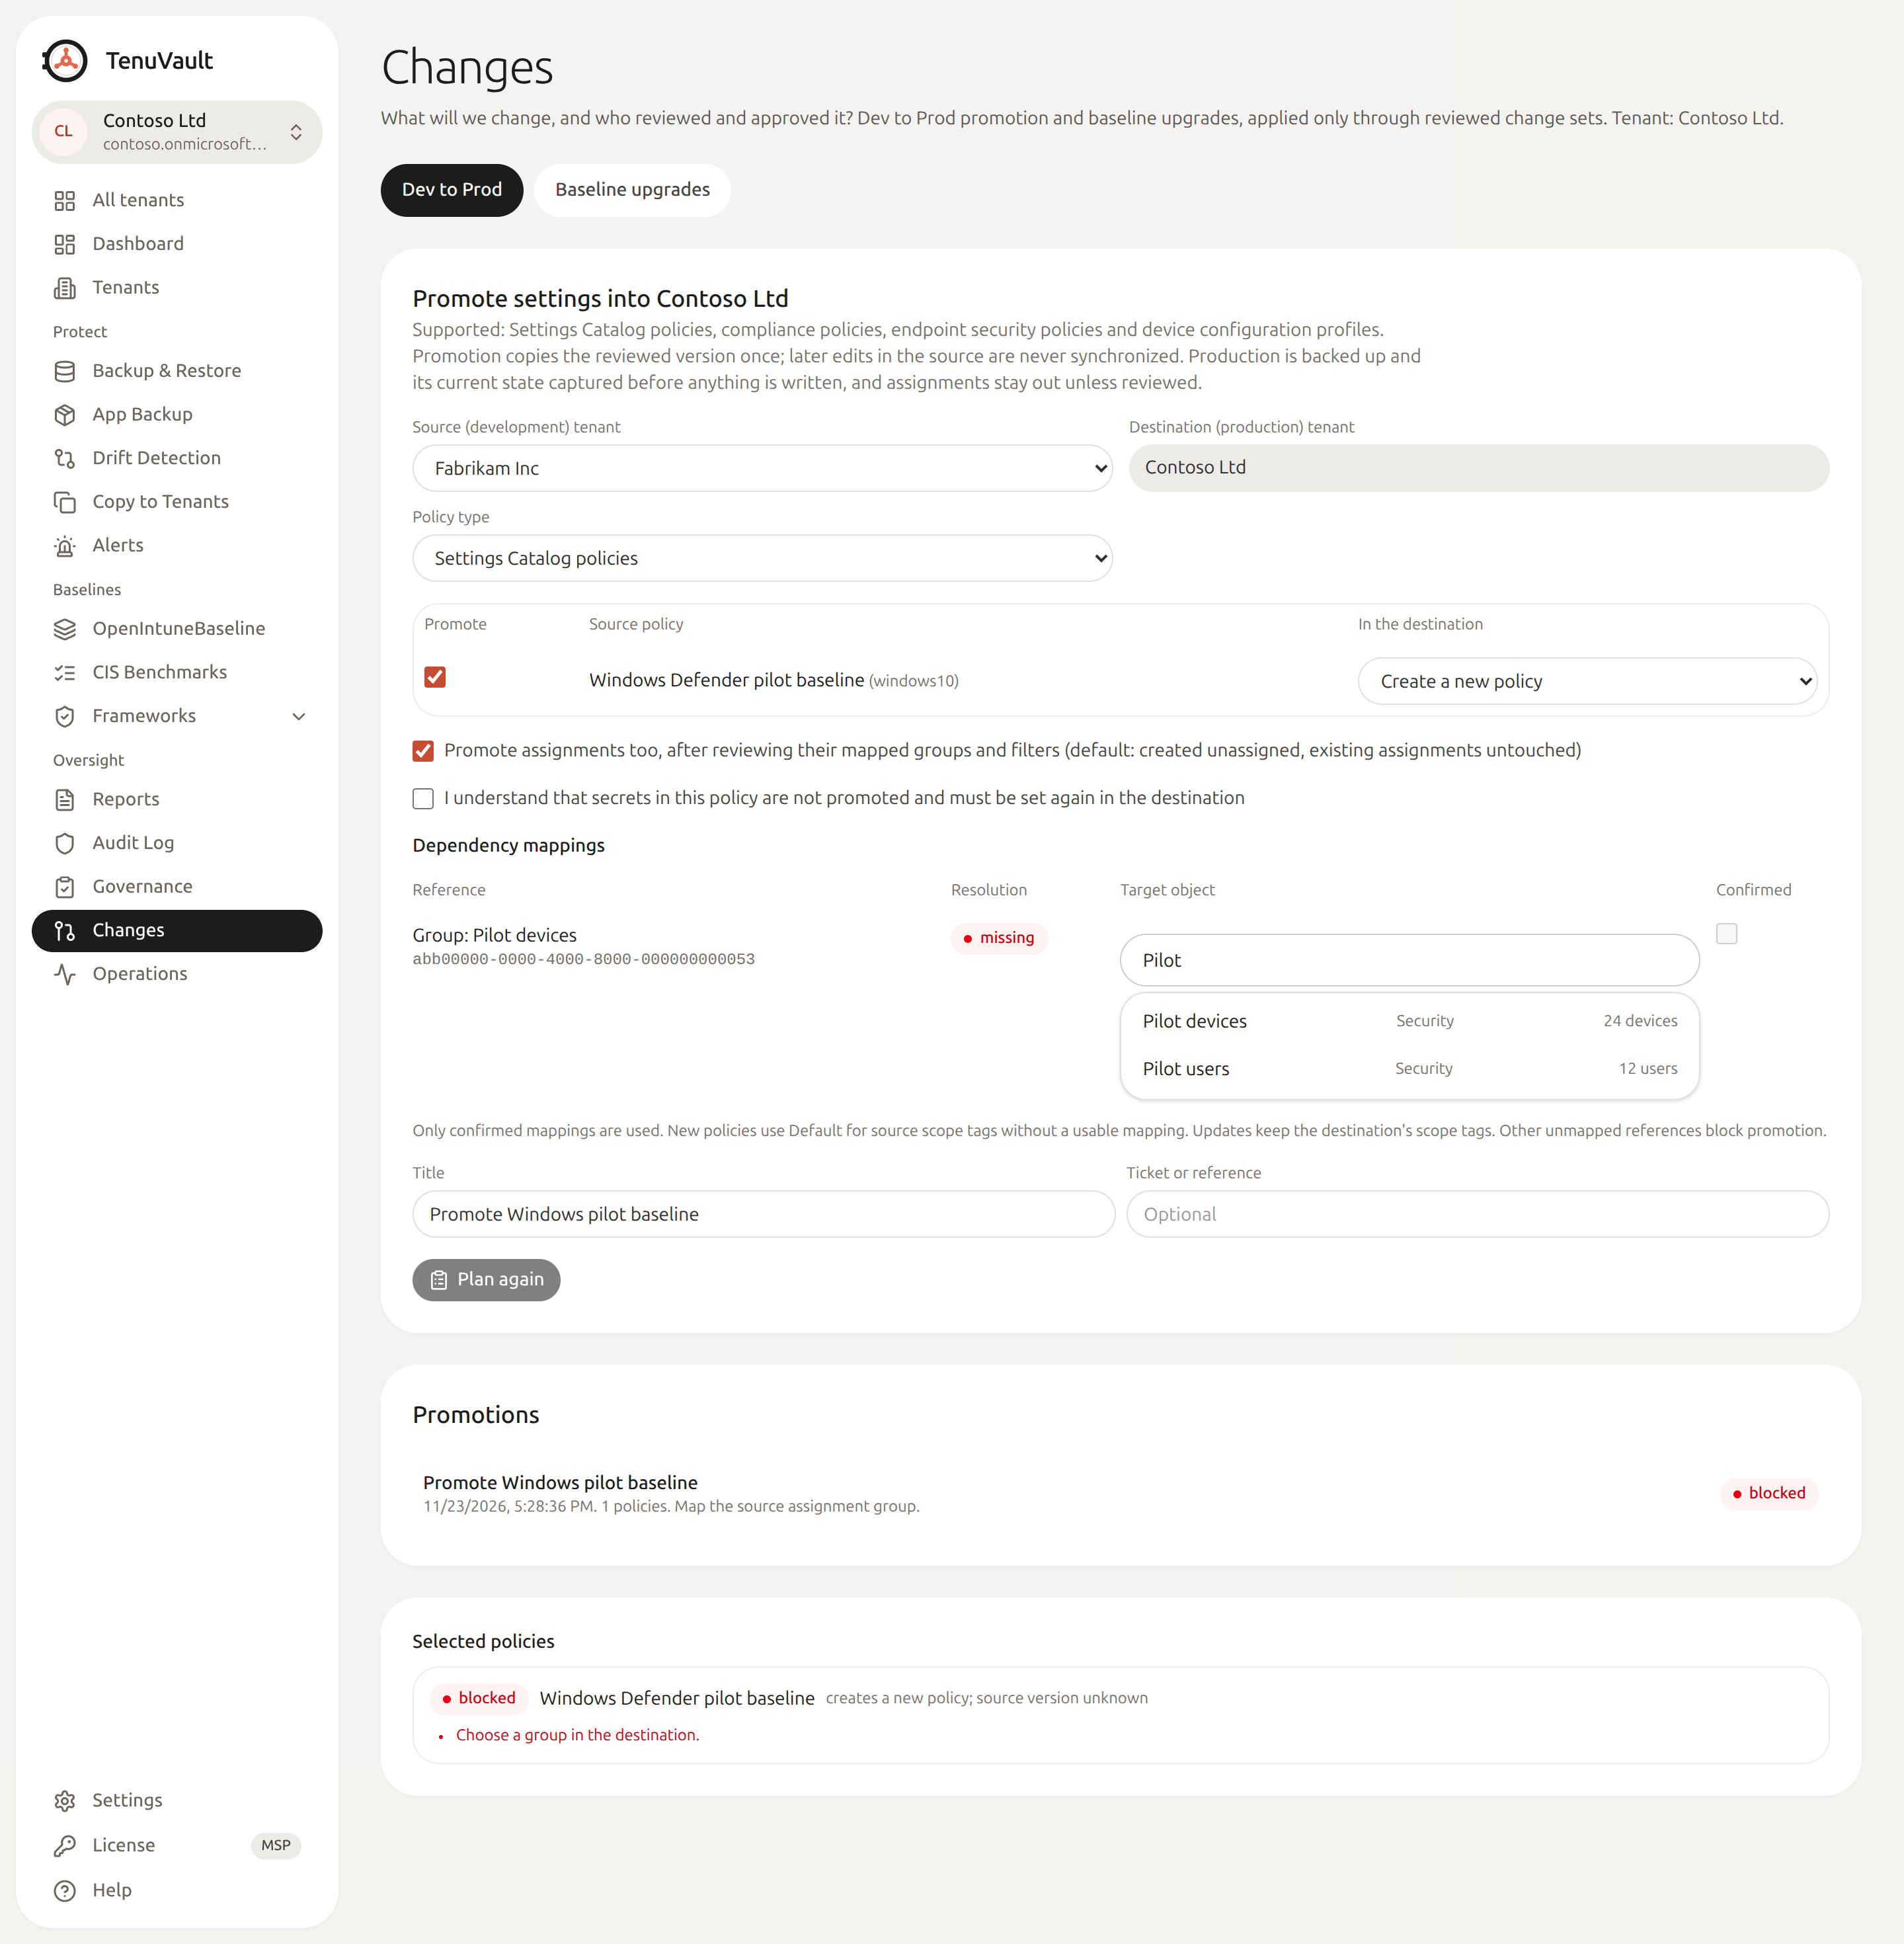 TenuVault
CL
Contoso Ltd
contoso.onmicrosoft...
All tenants
Dashboard
Tenants
Protect
Backup & Restore
App Backup
Drift Detection
Copy to Tenants
Alerts
Baselines
OpenIntuneBaseline
CIS Benchmarks
Frameworks
Oversight
Reports
Audit Log
Governance
Changes
Operations
Settings
License MSP
Help
Changes
What will we change, and who reviewed and approved it? Dev to Prod promotion and baseline upgrades, applied only through reviewed change sets. Tenant: Contoso Ltd.
Dev to Prod Baseline upgrades
Promote settings into Contoso Ltd
Supported: Settings Catalog policies, compliance policies, endpoint security policies and device configuration profiles.
Promotion copies the reviewed version once; later edits in the source are never synchronized. Production is backed up and
its current state captured before anything is written, and assignments stay out unless reviewed.
Source (development) tenant Destination (production) tenant
Fabrikam Inc Contoso Ltd
Policy type
Settings Catalog policies
Promote Source policy In the destination
Windows Defender pilot baseline (windows10) Create a new policy
Promote assignments too, after reviewing their mapped groups and filters (default: created unassigned, existing assignments untouched)
I understand that secrets in this policy are not promoted and must be set again in the destination
Dependency mappings
Reference Resolution Target object Confirmed
Group: Pilot devices missing
abb00000-0000-4000-8000-000000000053
Pilot
Pilot devices Security 24 devices
Pilot users Security 12 users
Only confirmed mappings are used. New policies use Default for source scope tags without a usable mapping. Updates keep the destination's scope tags. Other unmapped references block promotion.
Title Ticket or reference
Promote Windows pilot baseline Optional
Plan again
Promotions
Promote Windows pilot baseline
11/23/2026, 5:28:36 PM. 1 policies. Map the source assignment group.
blocked
Selected policies
blocked Windows Defender pilot baseline creates a new policy; source version unknown
• Choose a group in the destination.